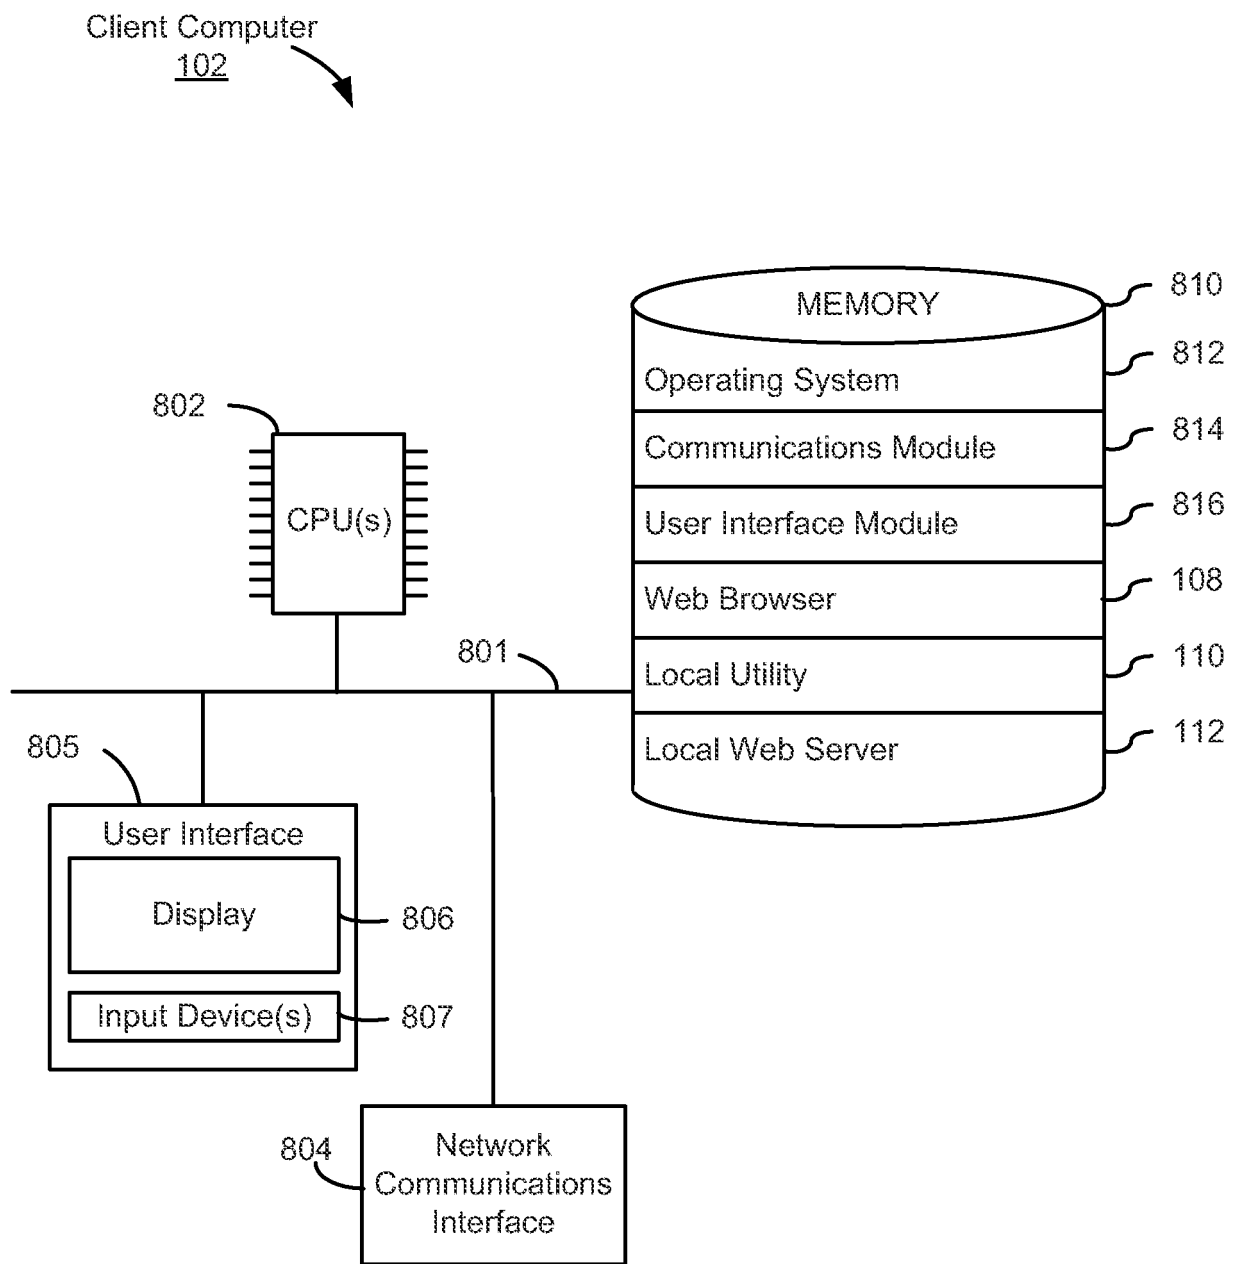 Client Computer
102
MEMORY
810
Operating System
812
Communications Module
814
User Interface Module
816
Web Browser
108
Local Utility
110
Local Web Server
112
802
CPU(s)
801
805
User Interface
Display
806
Input Device(s)
807
804
Network
Communications
Interface